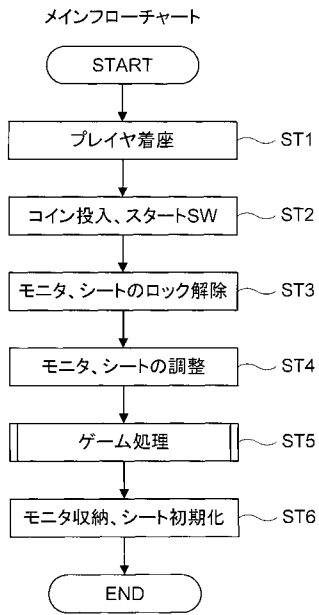 メインフローチャート
START
プレイヤ着座 ST1
コイン投入、スタートSW ST2
モニタ、シートのロック解除 ST3
モニタ、シートの調整 ST4
ゲーム処理 ST5
モニタ収納、シート初期化 ST6
END